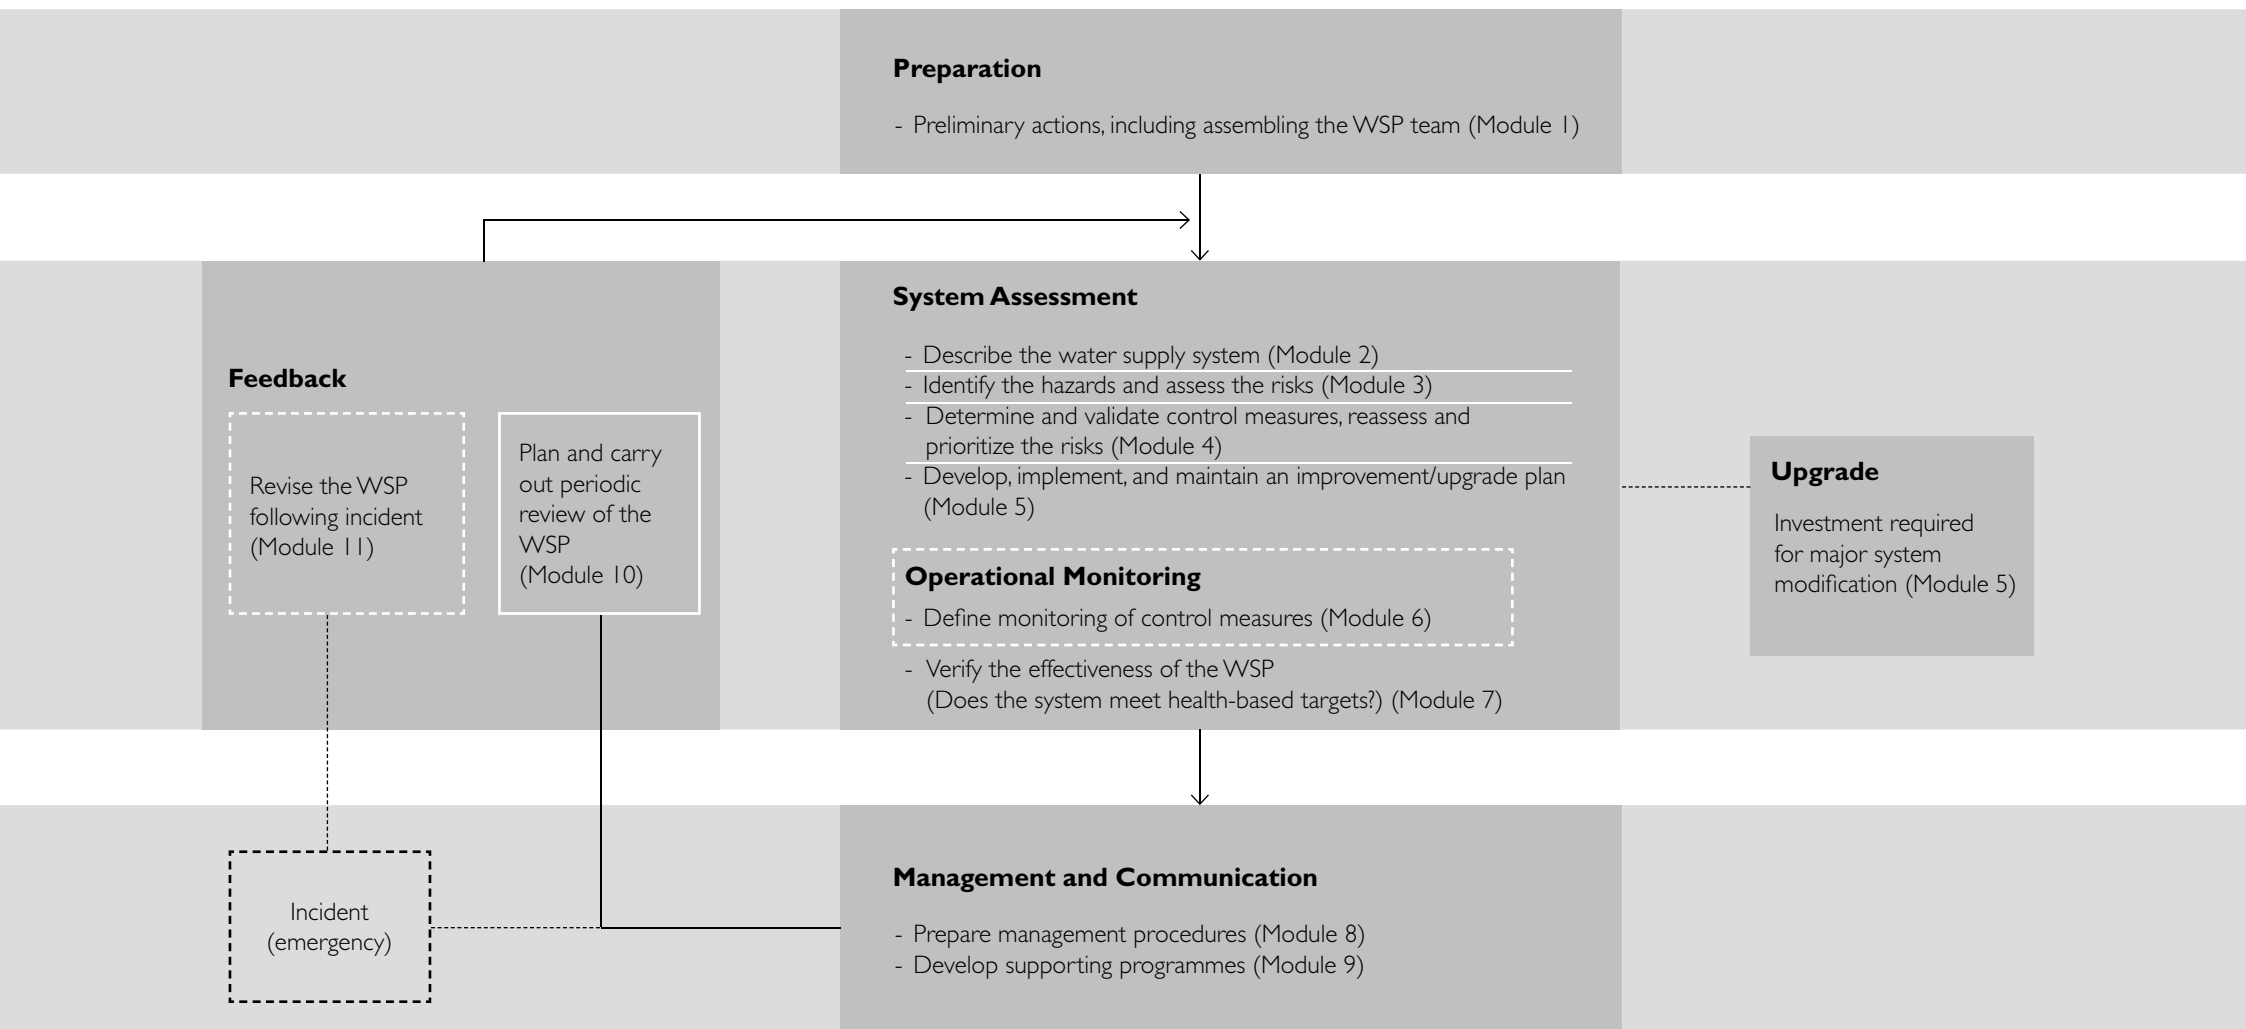 Preparation
- Preliminary actions, including assembling the WSP team (Module 1)
Feedback
Revise the WSP
following incident
(Module 11)
Plan and carry
out periodic
review of the
WSP
(Module 10)
System Assessment
- Describe the water supply system (Module 2)
- Identify the hazards and assess the risks (Module 3)
- Determine and validate control measures, reassess and
prioritize the risks (Module 4)
- Develop, implement, and maintain an improvement/upgrade plan
(Module 5)
Operational Monitoring
- Define monitoring of control measures (Module 6)
- Verify the effectiveness of the WSP
(Does the system meet health-based targets?) (Module 7)
Upgrade
Investment required
for major system
modification (Module 5)
Incident
(emergency)
Management and Communication
- Prepare management procedures (Module 8)
- Develop supporting programmes (Module 9)